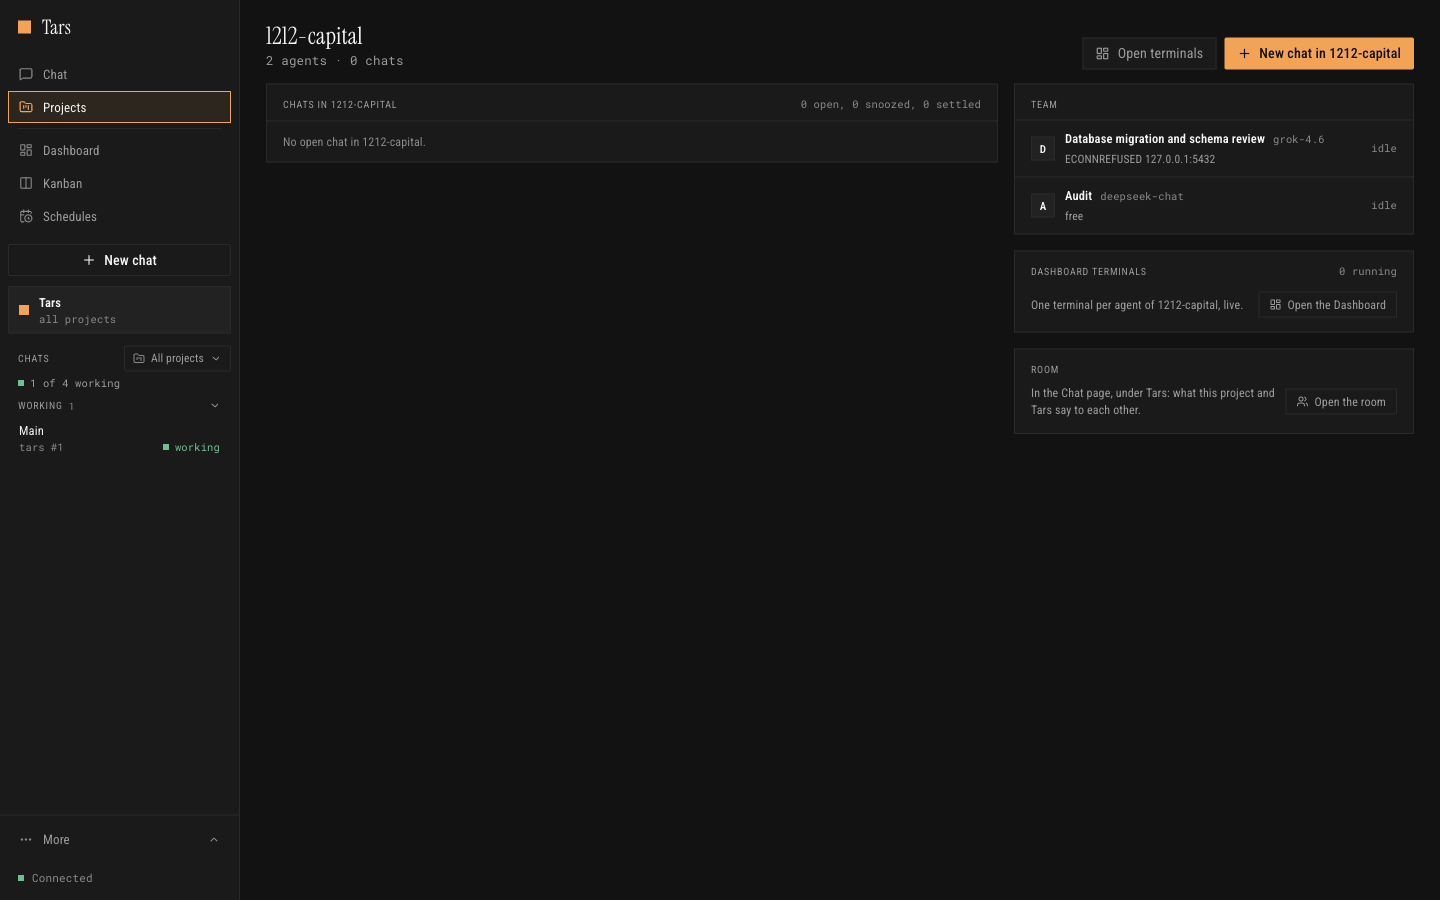 Tars
Chat
Projects
Dashboard
Kanban
Schedules
New chat
Tars
all projects
CHATS
All projects
1 of 4 working
WORKING 1
Main
tars #1
working
More
Connected
1212-capital
2 agents · 0 chats
Open terminals
New chat in 1212-capital
CHATS IN 1212-CAPITAL
0 open, 0 snoozed, 0 settled
No open chat in 1212-capital.
TEAM
D
Database migration and schema review grok-4.6
ECONNREFUSED 127.0.0.1:5432
idle
A
Audit deepseek-chat
free
idle
DASHBOARD TERMINALS
0 running
One terminal per agent of 1212-capital, live.
Open the Dashboard
ROOM
In the Chat page, under Tars: what this project and
Tars say to each other.
Open the room